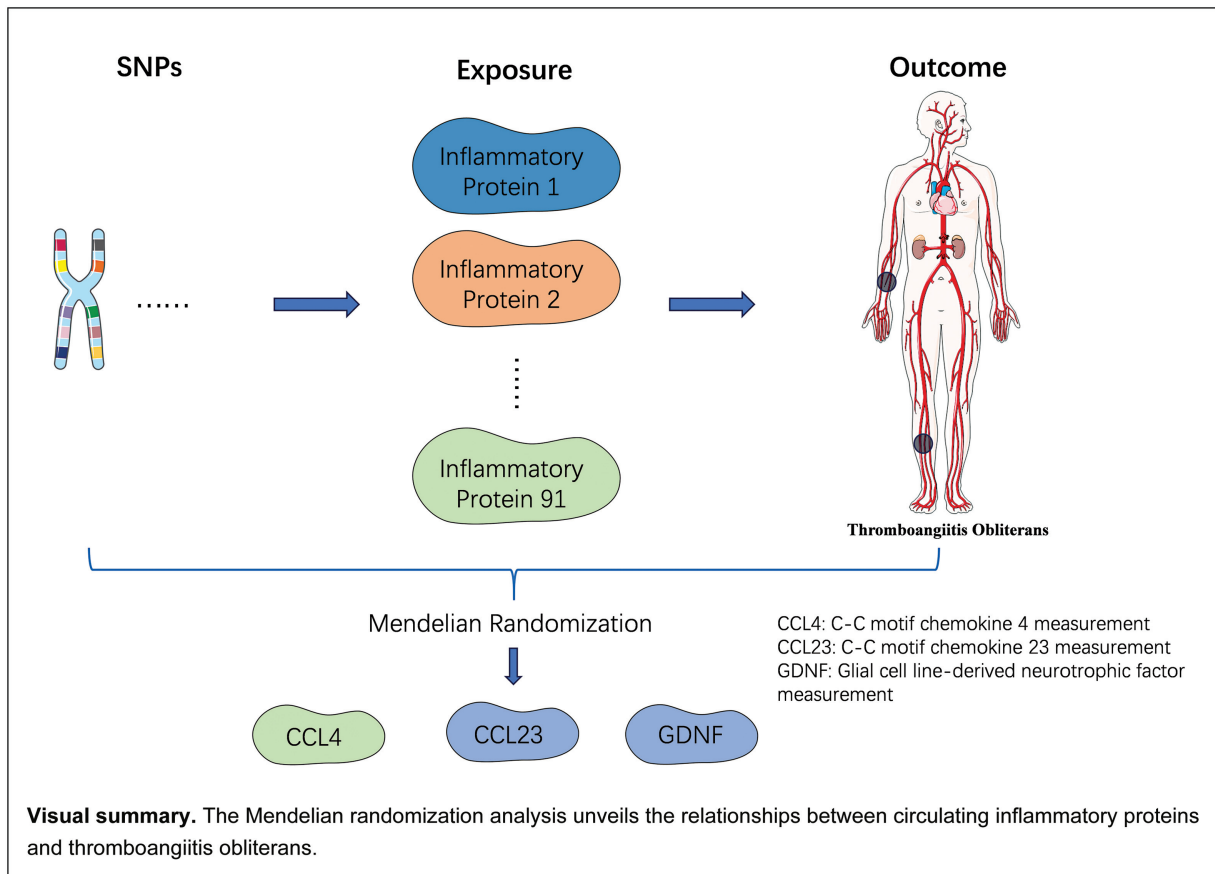 SNPs
Exposure
Outcome
Inflammatory
Protein 1
Inflammatory
Protein 2
......
......
Inflammatory
Protein 91
Thromboangiitis Obliterans
Mendelian Randomization
CCL4: C-C motif chemokine 4 measurement
CCL23: C-C motif chemokine 23 measurement
GDNF: Glial cell line-derived neurotrophic factor
measurement
CCL4
CCL23
GDNF
Visual summary. The Mendelian randomization analysis unveils the relationships between circulating inflammatory proteins
and thromboangiitis obliterans.